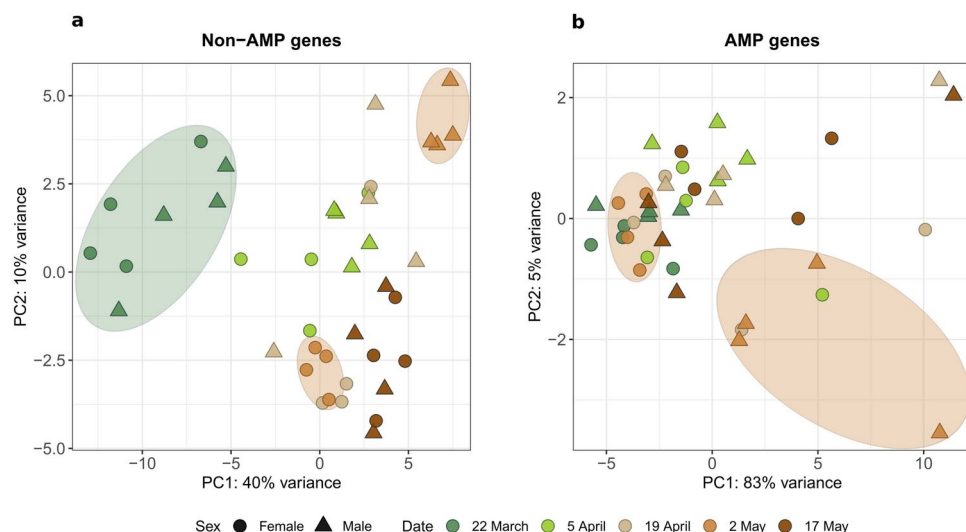 a
Non−AMP genes
5.0
2.5
0.0
−2.5
−5.0
−10
−5
0
5
PC2: 10% variance
PC1: 40% variance
b
AMP genes
2
0
−2
−5
0
5
10
PC2: 5% variance
PC1: 83% variance
Sex Female Male Date 22 March 5 April 19 April 2 May 17 May